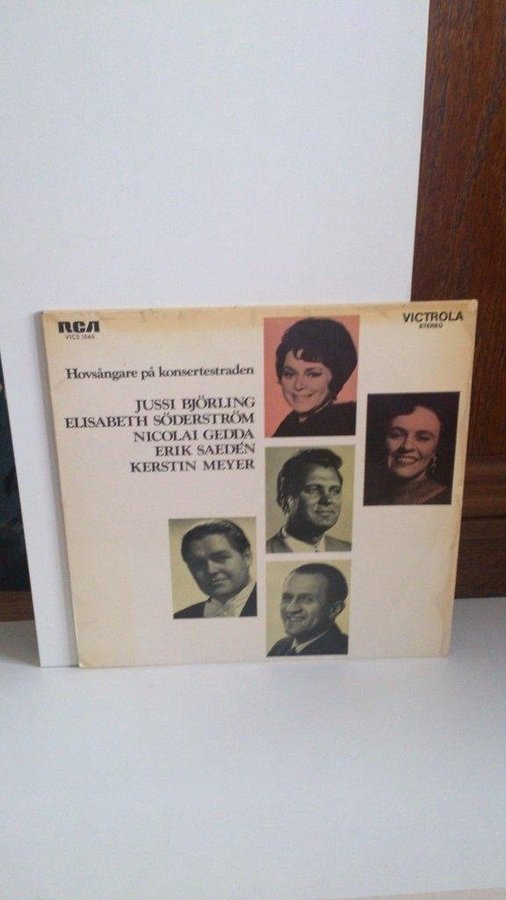 RCA
VICS 1546
VICTROLA
STEREO
Hovsångare på konsertestraden
JUSSI BJÖRLING
ELISABETH SÖDERSTRÖM
NICOLAI GEDDA
ERIK SAEDÉN
KERSTIN MEYER